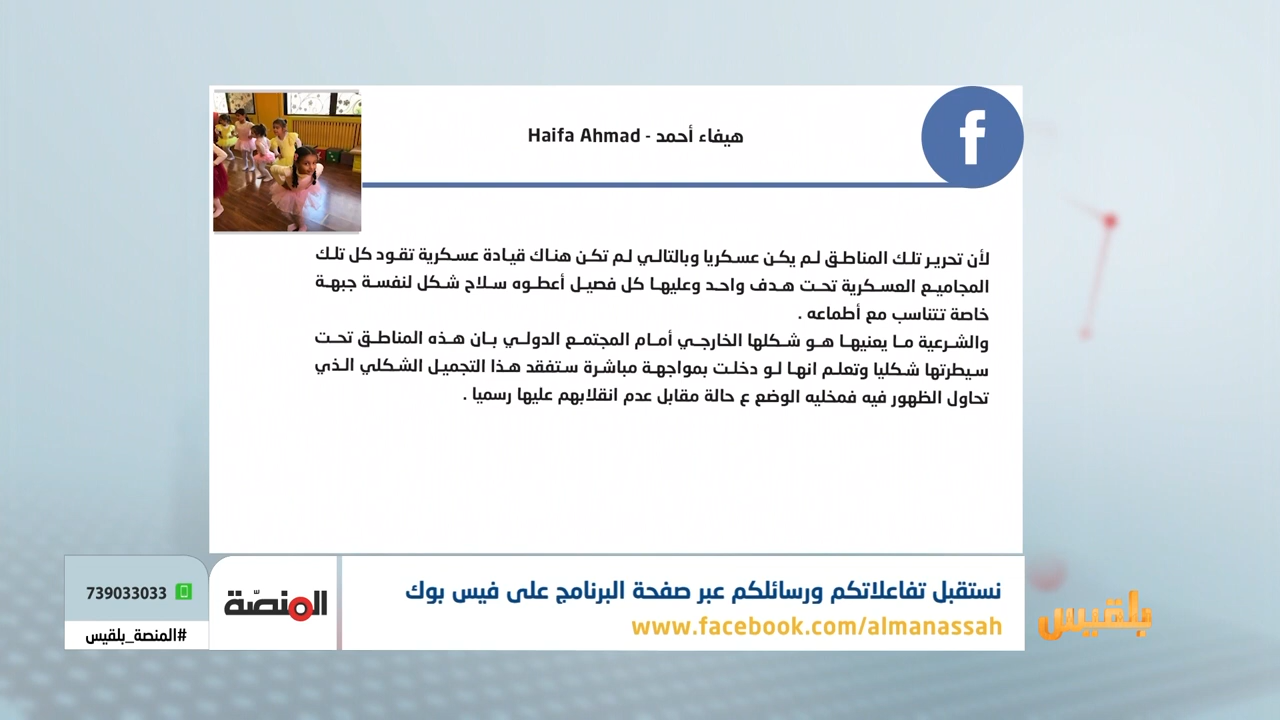 هيفاء أحمد - Haifa Ahmad
لأن تحرير تلك المناطق لم يكن عسكريا وبالتالي لم تكن هناك قيادة عسكرية تقود كل تلك
المجاميع العسكرية تحت هدف واحد وعليها كل فصيل أعطوه سلاح شكل لنفسة جبهة
خاصة تتناسب مع أطماعه .
والشرعية ما يعنيها هو شكلها الخارجي أمام المجتمع الدولي بان هذه المناطق تحت
سيطرتها شكليا وتعلم انها لو دخلت بمواجهة مباشرة ستفقد هذا التجميل الشكلي الذي
تحاول الظهور فيه فمخليه الوضع ع حالة مقابل عدم انقلابهم عليها رسميا .
نستقبل تفاعلاتكم ورسائلكم عبر صفحة البرنامج على فيس بوك
www.facebook.com/almanassah
المنصّة
739033033
#المنصة_بلقيس
بلقيس